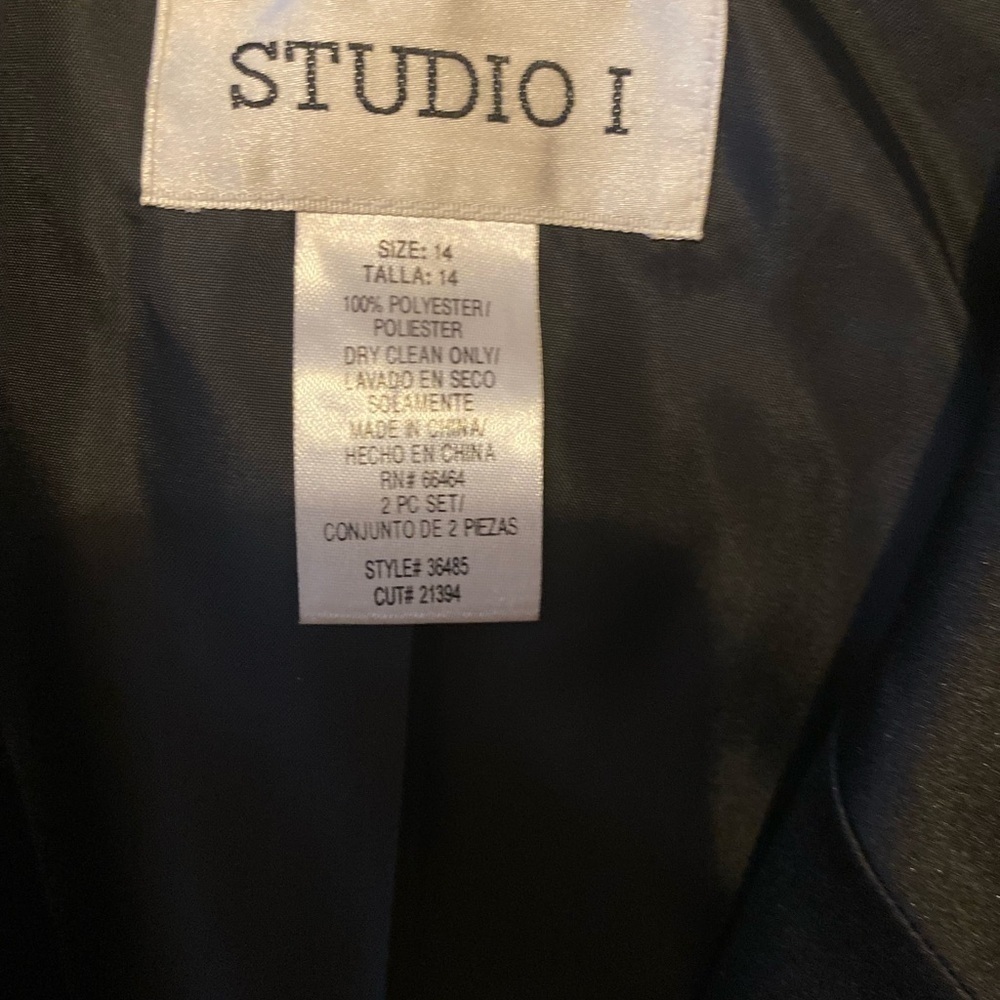 STUDIO I
SIZE: 14
TALLA: 14
100% POLYESTER/
POLIESTER
DRY CLEAN ONLY/
LAVADO EN SECO
SOLAMENTE
MADE IN CHINA/
HECHO EN CHINA
RN# 66464
2 PC SET/
CONJUNTO DE 2 PIEZAS
STYLE# 36485
CUT# 21394